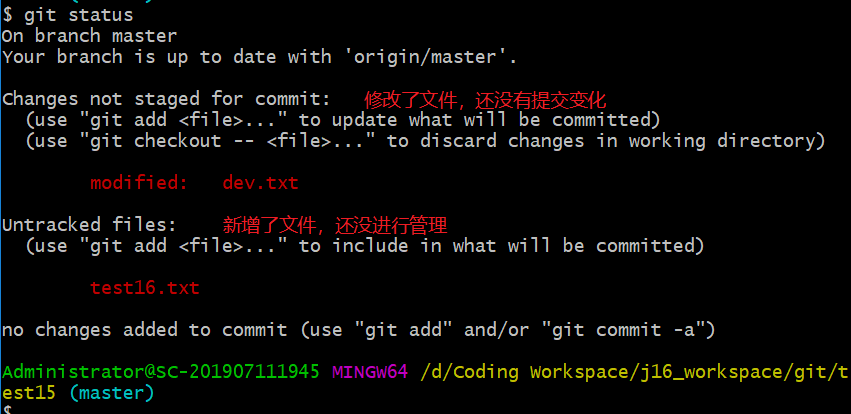 (master)
$ git status
On branch master
Your branch is up to date with 'origin/master'.
Changes not staged for commit: 修改了文件，还没有提交变化
(use "git add <file>..." to update what will be committed)
(use "git checkout -- <file>..." to discard changes in working directory)
modified: dev.txt
Untracked files: 新增了文件，还没进行管理
(use "git add <file>..." to include in what will be committed)
test16.txt
no changes added to commit (use "git add" and/or "git commit -a")
Administrator@SC-201907111945 MINGW64 /d/Coding Workspace/j16_workspace/git/t
est15 (master)
$